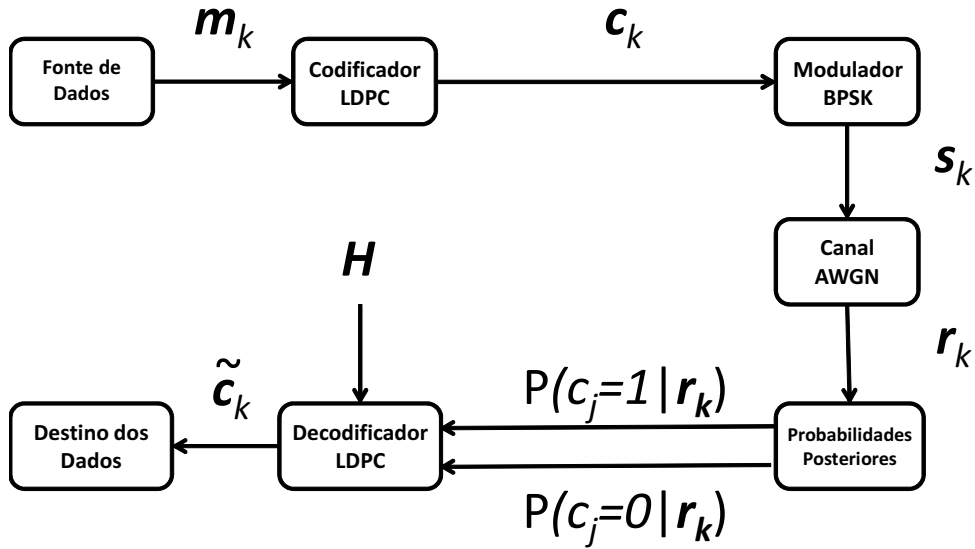 m_k
c_k
Fonte de
Dados
Codificador
LDPC
Modulador
BPSK
s_k
Canal
AWGN
H
r_k
c̃_k
P(c_j=1|r_k)
Destino dos
Dados
Decodificador
LDPC
Probabilidades
Posteriores
P(c_j=0|r_k)